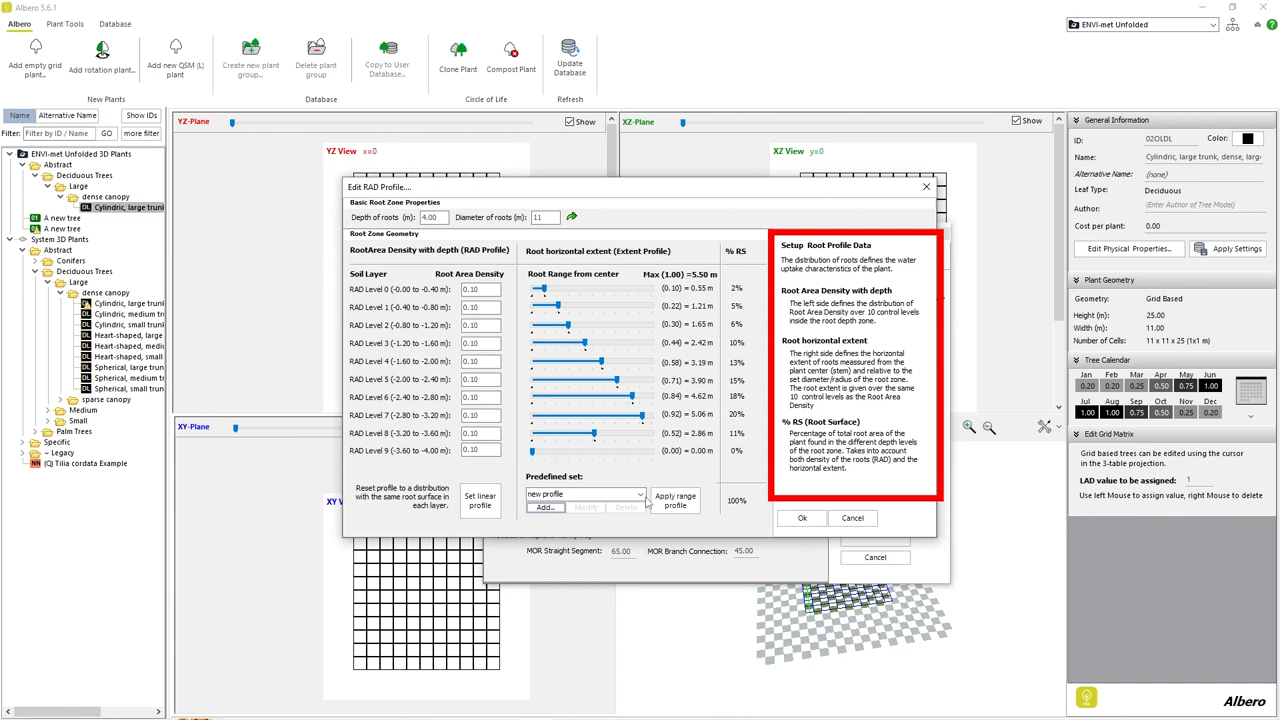 Albero 5.6.1
Albero Plant Tools Database
ENVI-met Unfolded
Add empty grid plant...
Add rotation plant...
Add new QSM (L) plant
Create new plant group...
Delete plant group
Copy to User Database...
Clone Plant
Compost Plant
Update Database
New Plants
Database
Circle of Life
Refresh
Name Alternative Name Show IDs
Filter: Filter by ID / Name GO more filter
ENVI-met Unfolded 3D Plants
Abstract
Deciduous Trees
Large
dense canopy
DL Cylindric, large trunk
01 A new tree
A new tree
System 3D Plants
Abstract
Conifers
Deciduous Trees
Large
dense canopy
Cylindric, large trunk
DL Cylindric, medium tr
DL Cylindric, small trun
DL Heart-shaped, large
DL Heart-shaped, medi
DL Heart-shaped, small
DL Spherical, large trun
DL Spherical, medium t
DL Spherical, small trun
sparse canopy
Medium
Small
Palm Trees
Specific
~ Legacy
NN (Q) Tilia cordata Example
YZ-Plane
Show
YZ View x=0
XZ-Plane
Show
XZ View y=0
XY-Plane
XY V
Edit RAD Profile....
Basic Root Zone Properties
Depth of roots (m): 4.00 Diameter of roots (m): 11
Root Zone Geometry
RootArea Density with depth (RAD Profile)
Root horizontal extent (Extent Profile)
% RS
Soil Layer Root Area Density Root Range from center Max (1.00) =5.50 m
RAD Level 0 (-0.00 to -0.40 m): 0.10 (0.10) = 0.55 m 2%
RAD Level 1 (-0.40 to -0.80 m): 0.10 (0.22) = 1.21 m 5%
RAD Level 2 (-0.80 to -1.20 m): 0.10 (0.30) = 1.65 m 6%
RAD Level 3 (-1.20 to -1.60 m): 0.10 (0.44) = 2.42 m 10%
RAD Level 4 (-1.60 to -2.00 m): 0.10 (0.58) = 3.19 m 13%
RAD Level 5 (-2.00 to -2.40 m): 0.10 (0.71) = 3.90 m 15%
RAD Level 6 (-2.40 to -2.80 m): 0.10 (0.84) = 4.62 m 18%
RAD Level 7 (-2.80 to -3.20 m): 0.10 (0.92) = 5.06 m 20%
RAD Level 8 (-3.20 to -3.60 m): 0.10 (0.52) = 2.86 m 11%
RAD Level 9 (-3.60 to -4.00 m): 0.10 (0.00) = 0.00 m 0%
Predefined set:
new profile
Add... Modify Delete
Apply range profile
100%
Reset profile to a distribution
with the same root surface in
each layer.
Set linear profile
Setup Root Profile Data
The distribution of roots defines the water
uptake characteristics of the plant.
Root Area Density with depth
The left side defines the distribution of
Root Area Density over 10 control levels
inside the root depth zone.
Root horizontal extent
The right side defines the horizontal
extent of roots measured from the
plant center (stem) and relative to
the set diameter/radius of the root zone.
The root extent is given over the same
10 control levels as the Root Area
Density
% RS (Root Surface)
Percentage of total root area of the
plant found in the different depth levels
of the root zone. Takes into account
both density of the roots (RAD) and the
horizontal extent.
Ok Cancel
MOR Straight Segment: 65.00 MOR Branch Connection: 45.00
Cancel
General Information
ID: 02OLDL Color:
Name: Cylindric, large trunk, dense, larg
Alternative Name: (none)
Leaf Type: Deciduous
Author: (Enter Author of Tree Model)
Cost per plant: 0.00
Edit Physical Properties... Apply Settings
Plant Geometry
Geometry: Grid Based
Height (m): 25.00
Width (m): 11.00
Number of Cells: 11 x 11 x 25 (1x1 m)
Tree Calendar
Jan Feb Mar Apr May Jun
0.20 0.20 0.25 0.50 0.75 1.00
Jul Aug Sep Oct Nov Dec
1.00 1.00 0.75 0.50 0.25 0.20
Edit Grid Matrix
Grid based trees can be edited using the cursor
in the 3-table projection.
LAD value to be assigned: 1
Use left Mouse to assign value, right Mouse to delete
Albero